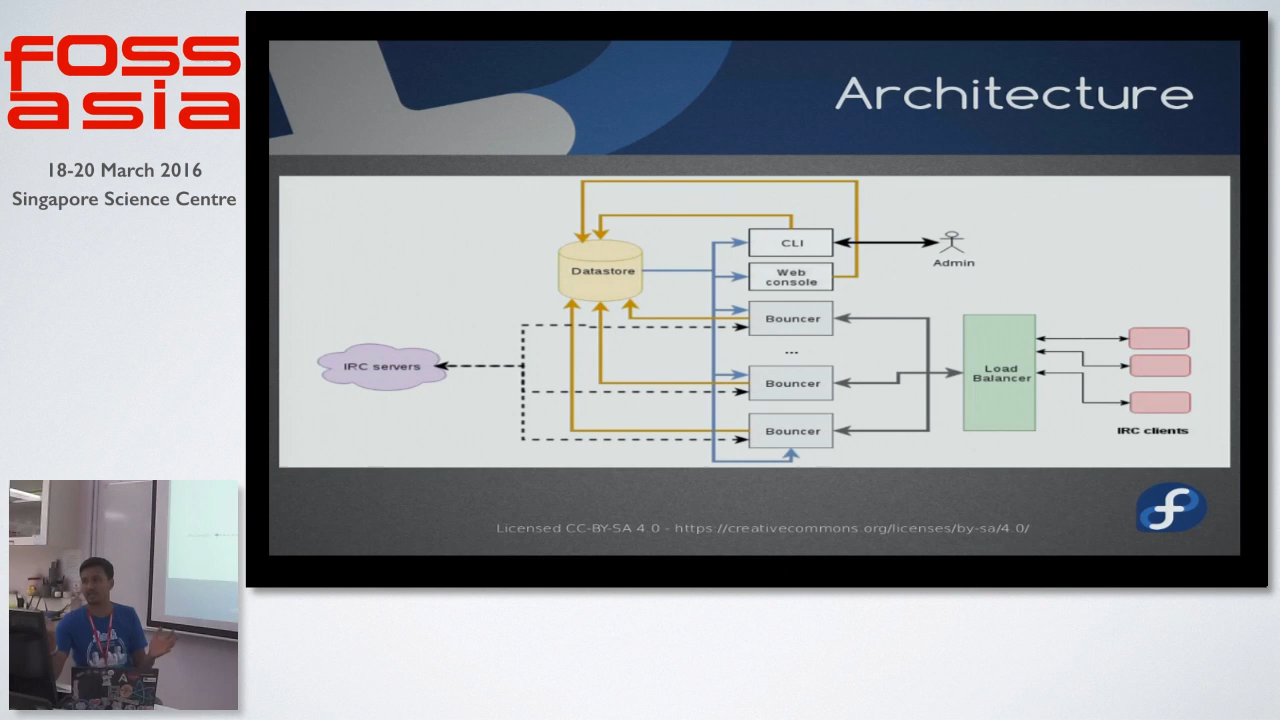 foss
asia
18-20 March 2016
Singapore Science Centre
Architecture
CLI
Admin
Datastore
Web
console
Bouncer
...
IRC servers
Bouncer
Load
Balancer
Bouncer
IRC clients
Licensed CC-BY-SA 4.0 - https://creativecommons.org/licenses/by-sa/4.0/